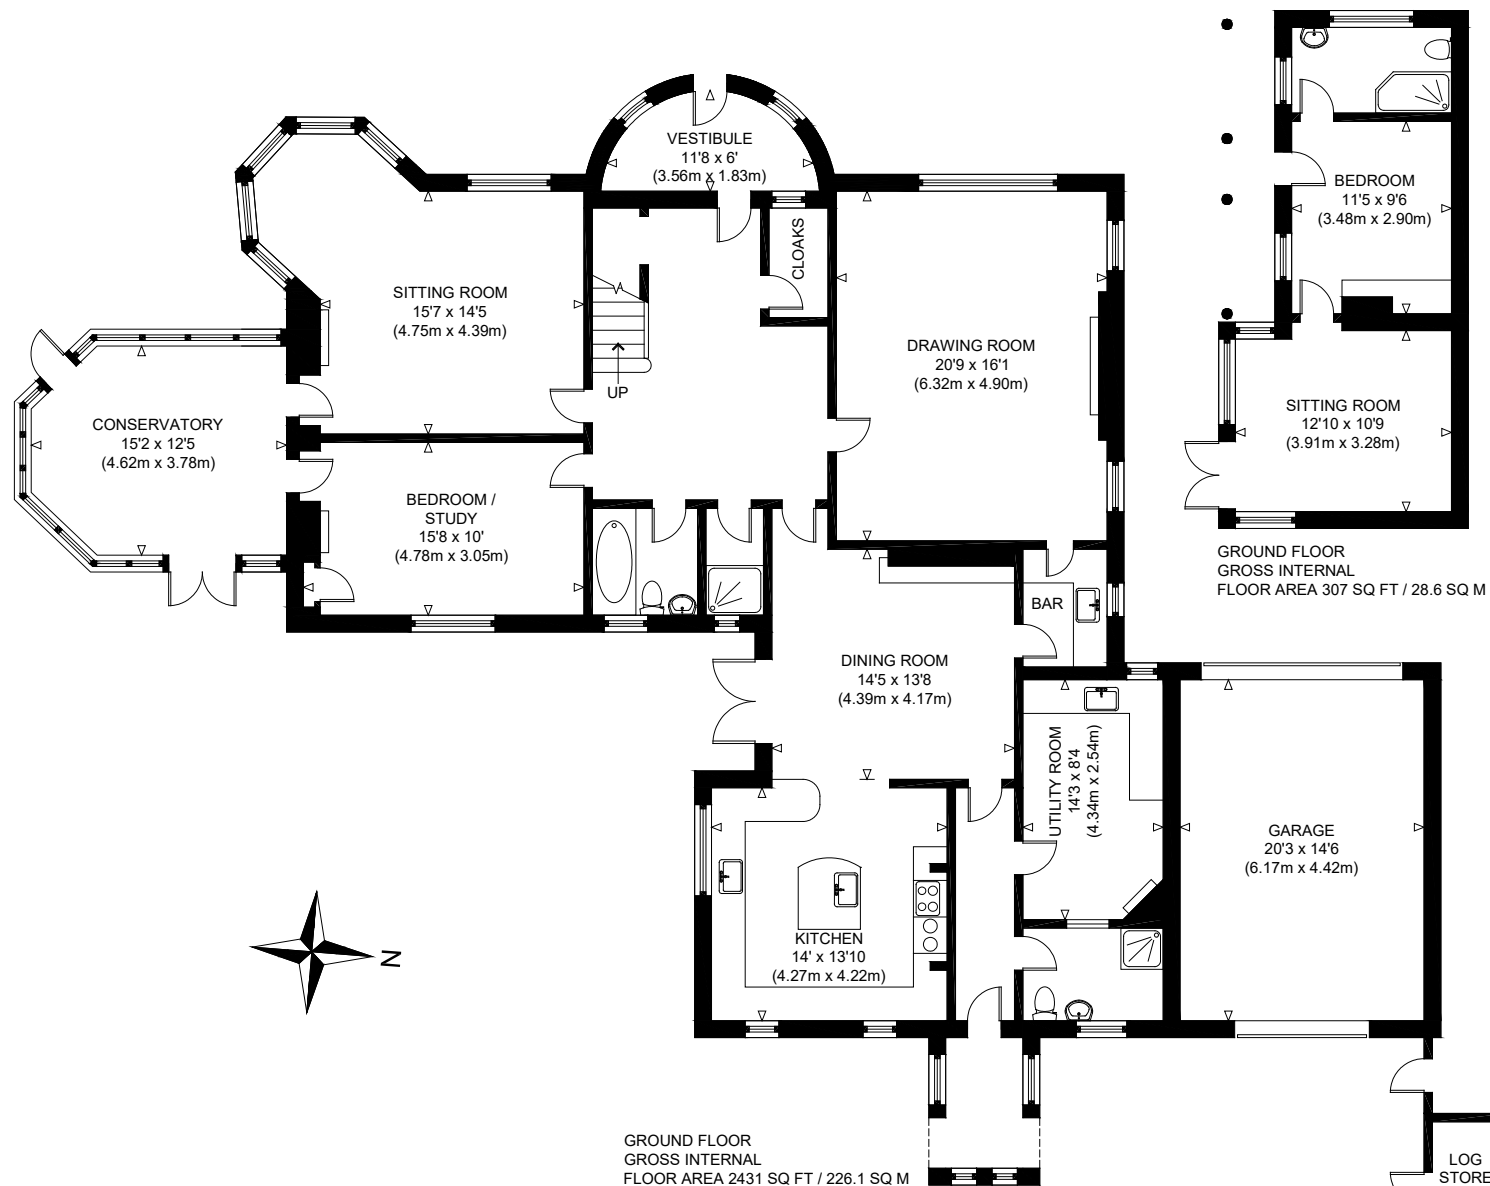 VESTIBULE
11'8 x 6'
(3.56m x 1.83m)
CLOAKS
SITTING ROOM
15'7 x 14'5
(4.75m x 4.39m)
UP
DRAWING ROOM
20'9 x 16'1
(6.32m x 4.90m)
CONSERVATORY
15'2 x 12'5
(4.62m x 3.78m)
BEDROOM /
STUDY
15'8 x 10'
(4.78m x 3.05m)
BEDROOM
11'5 x 9'6
(3.48m x 2.90m)
SITTING ROOM
12'10 x 10'9
(3.91m x 3.28m)
GROUND FLOOR
GROSS INTERNAL
FLOOR AREA 307 SQ FT / 28.6 SQ M
BAR
DINING ROOM
14'5 x 13'8
(4.39m x 4.17m)
UTILITY ROOM
14'3 x 8'4
(4.34m x 2.54m)
GARAGE
20'3 x 14'6
(6.17m x 4.42m)
KITCHEN
14' x 13'10
(4.27m x 4.22m)
N
GROUND FLOOR
GROSS INTERNAL
FLOOR AREA 2431 SQ FT / 226.1 SQ M
LOG
STORE